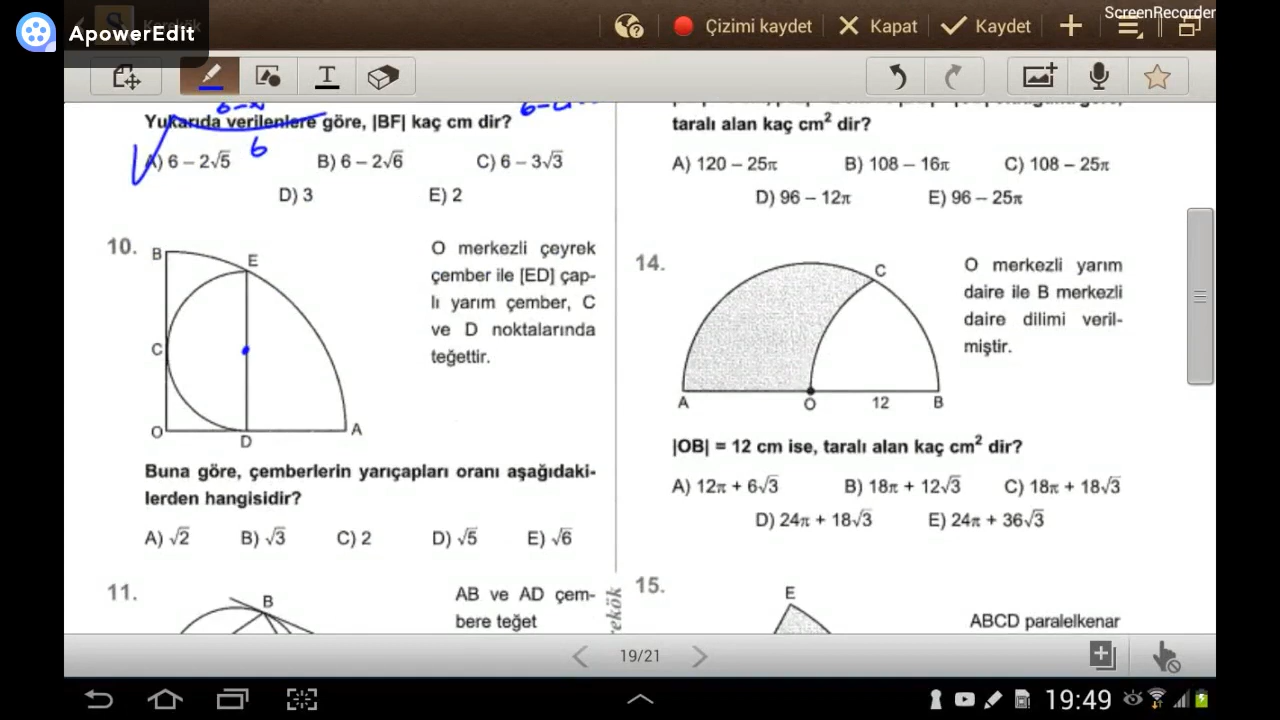 ScreenRecorder
ApowerEdit
Çizimi kaydet
Kapat
Kaydet
T
6
Yukarıda verilenlere göre, |BF| kaç cm dir?
A) 6 – 2√5 B) 6 – 2√6 C) 6 – 3√3
D) 3 E) 2
10.
B
E
C
O
D
A
O merkezli çeyrek
çember ile [ED] çap-
lı yarım çember, C
ve D noktalarında
teğettir.
Buna göre, çemberlerin yarıçapları oranı aşağıdaki-
lerden hangisidir?
A) √2 B) √3 C) 2 D) √5 E) √6
11.
B
AB ve AD çem-
bere teğet
taralı alan kaç cm² dir?
A) 120 – 25π B) 108 – 16π C) 108 – 25π
D) 96 – 12π E) 96 – 25π
14.
C
A
O
12
B
O merkezli yarım
daire ile B merkezli
daire dilimi veril-
miştir.
|OB| = 12 cm ise, taralı alan kaç cm² dir?
A) 12π + 6√3 B) 18π + 12√3 C) 18π + 18√3
D) 24π + 18√3 E) 24π + 36√3
15.
E
ABCD paralelkenar
19/21
19:49